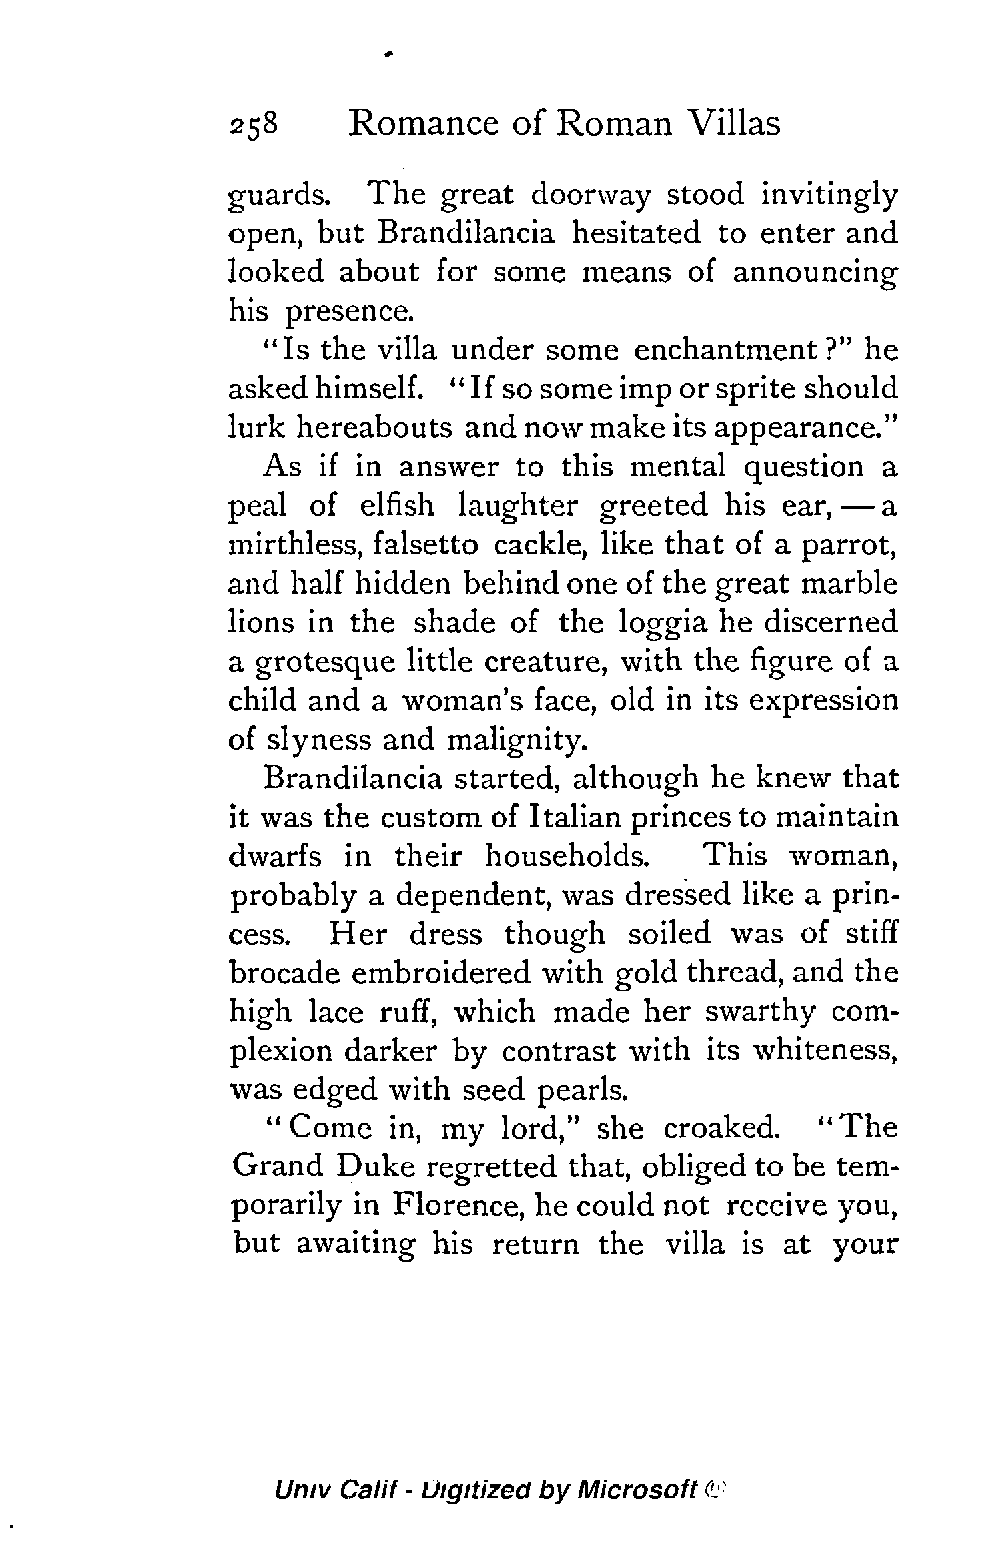 258 Romance of Roman Villas
guards. The great doorway stood invitingly
open, but Brandilancia hesitated to enter and
looked about for some means of announcing
his presence.
"Is the villa under some enchantment?" he
asked himself. "If so some imp or sprite should
lurk hereabouts and now make its appearance."
As if in answer to this mental question a
peal of elfish laughter greeted his ear, — a
mirthless, falsetto cackle, like that of a parrot,
and half hidden behind one of the great marble
lions in the shade of the loggia he discerned
a grotesque little creature, with the figure of a
child and a woman's face, old in its expression
of slyness and malignity.
Brandilancia started, although he knew that
it was the custom of Italian princes to maintain
dwarfs in their households. This woman,
probably a dependent, was dressed like a prin-
cess. Her dress though soiled was of stiff
brocade embroidered with gold thread, and the
high lace ruff, which made her swarthy com-
plexion darker by contrast with its whiteness,
was edged with seed pearls.
"Come in, my lord," she croaked. "The
Grand Duke regretted that, obliged to be tem-
porarily in Florence, he could not receive you,
but awaiting his return the villa is at your
Univ Calif - Digitized by Microsoft ®